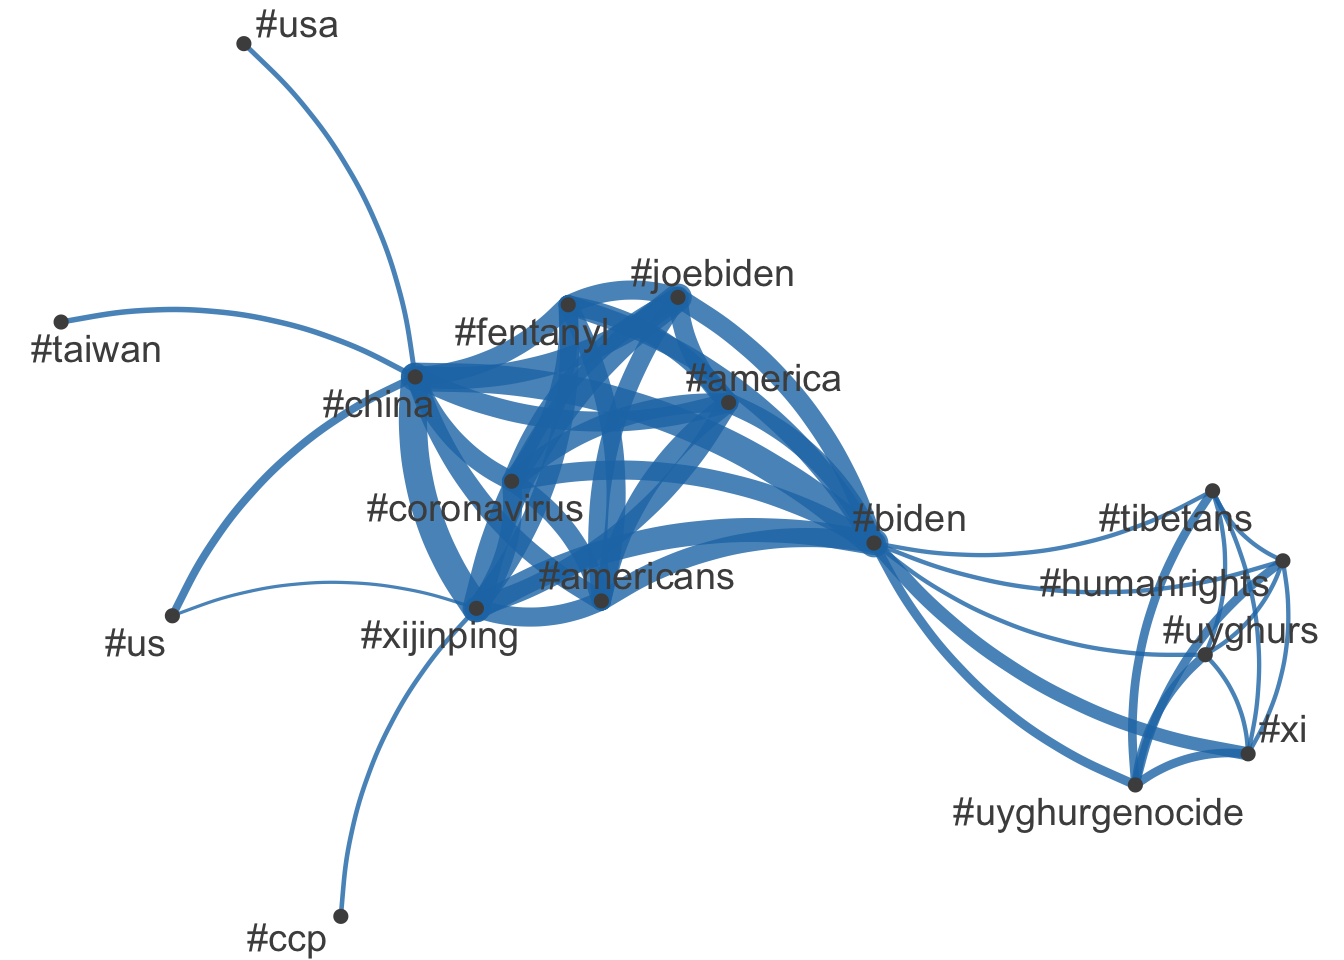 #usa
#joebiden
#fentanyl
#taiwan
#america
#china
#coronavirus
#biden
#tibetans
#americans
#humanrights
#uyghurs
#us
#xijinping
#xi
#uyghurgenocide
#ccp